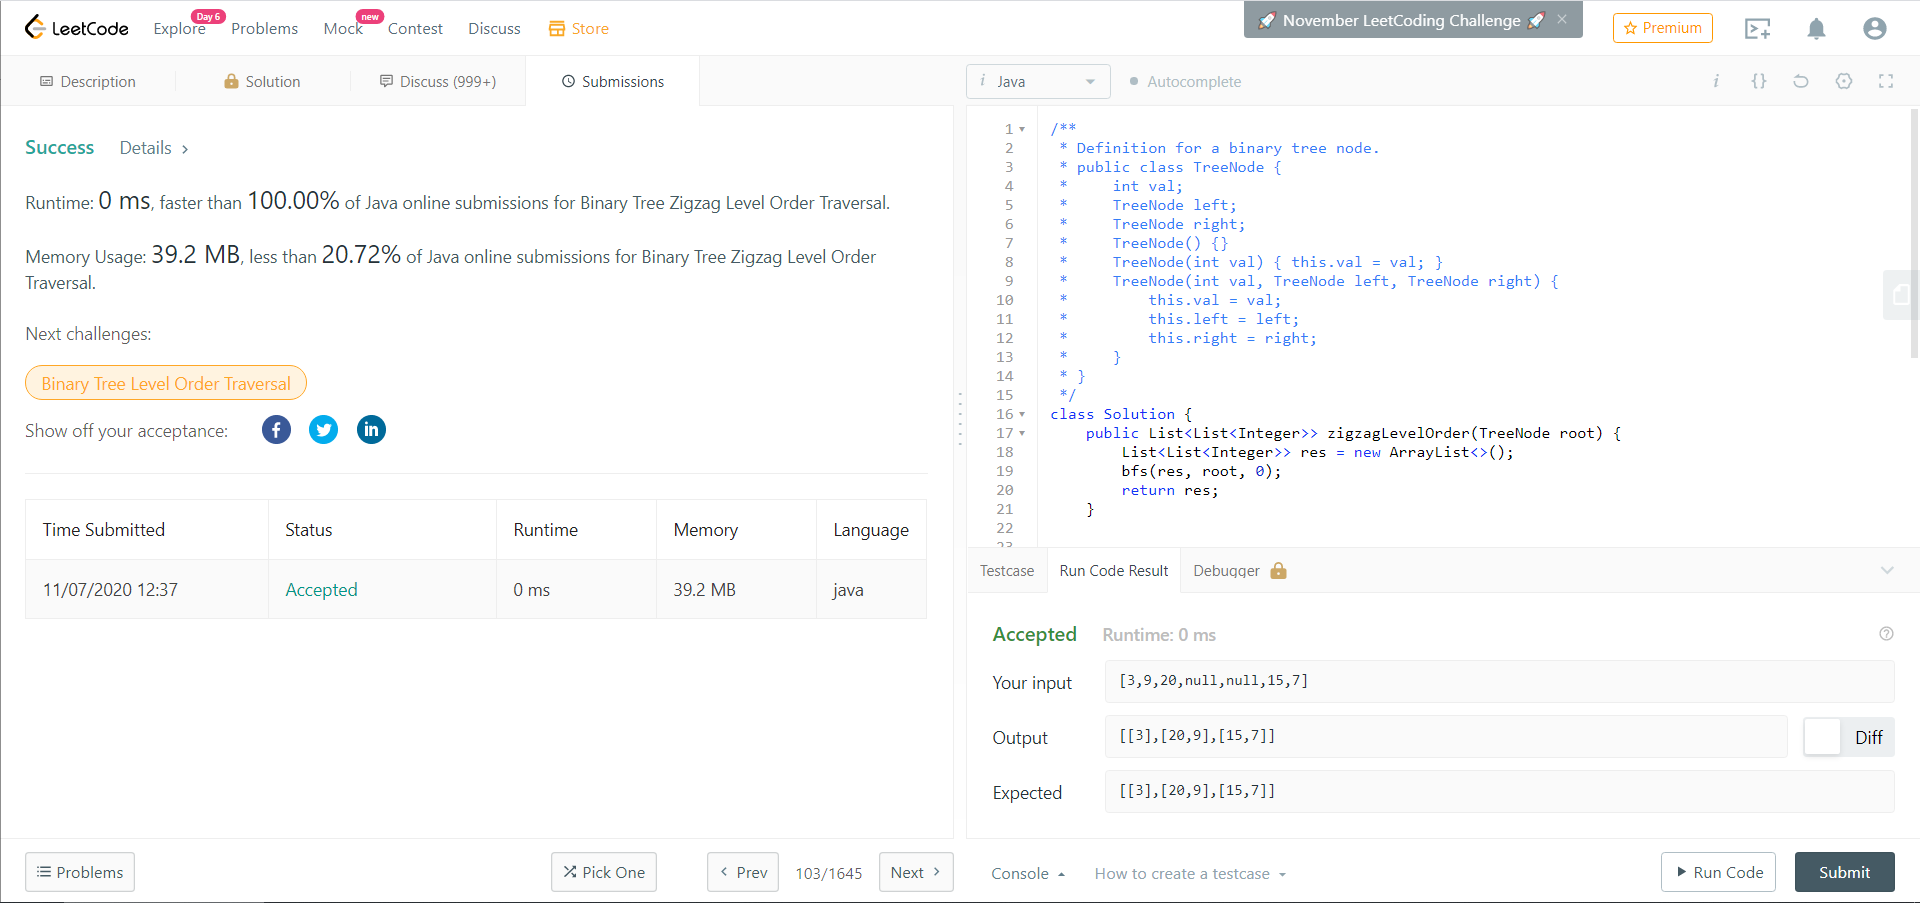 LeetCode
Explore
Day 6
Problems
Mock
new
Contest
Discuss
Store
🚀 November LeetCoding Challenge 🚀 ×
Premium
Description
Solution
Discuss (999+)
Submissions
i Java
Autocomplete
i {}
Success Details >
Runtime: 0 ms, faster than 100.00% of Java online submissions for Binary Tree Zigzag Level Order Traversal.
Memory Usage: 39.2 MB, less than 20.72% of Java online submissions for Binary Tree Zigzag Level Order
Traversal.
Next challenges:
Binary Tree Level Order Traversal
Show off your acceptance:
Time Submitted Status Runtime Memory Language
11/07/2020 12:37 Accepted 0 ms 39.2 MB java
Problems
Pick One
< Prev
103/1645
Next >
1 /**
2  * Definition for a binary tree node.
3  * public class TreeNode {
4  *     int val;
5  *     TreeNode left;
6  *     TreeNode right;
7  *     TreeNode() {}
8  *     TreeNode(int val) { this.val = val; }
9  *     TreeNode(int val, TreeNode left, TreeNode right) {
10  *         this.val = val;
11  *         this.left = left;
12  *         this.right = right;
13  *     }
14  * }
15  */
16 class Solution {
17     public List<List<Integer>> zigzagLevelOrder(TreeNode root) {
18         List<List<Integer>> res = new ArrayList<>();
19         bfs(res, root, 0);
20         return res;
21     }
22
23
Testcase
Run Code Result
Debugger
Accepted Runtime: 0 ms
Your input [3,9,20,null,null,15,7]
Output [[3],[20,9],[15,7]]
Diff
Expected [[3],[20,9],[15,7]]
Console
How to create a testcase
Run Code
Submit